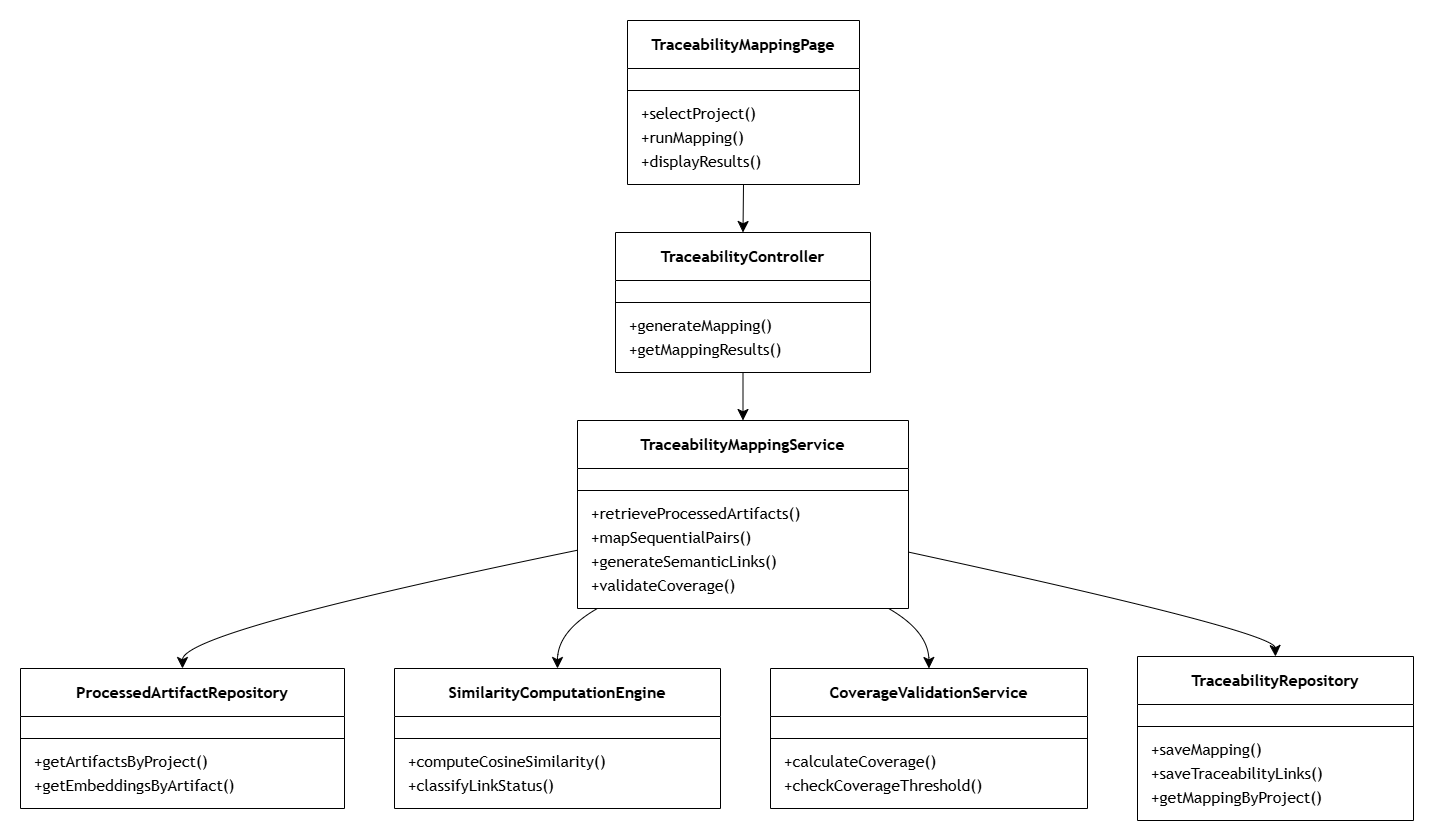 TraceabilityMappingPage
+selectProject()
+runMapping()
+displayResults()
TraceabilityController
+generateMapping()
+getMappingResults()
TraceabilityMappingService
+retrieveProcessedArtifacts()
+mapSequentialPairs()
+generateSemanticLinks()
+validateCoverage()
ProcessedArtifactRepository
+getArtifactsByProject()
+getEmbeddingsByArtifact()
SimilarityComputationEngine
+computeCosineSimilarity()
+classifyLinkStatus()
CoverageValidationService
+calculateCoverage()
+checkCoverageThreshold()
TraceabilityRepository
+saveMapping()
+saveTraceabilityLinks()
+getMappingByProject()